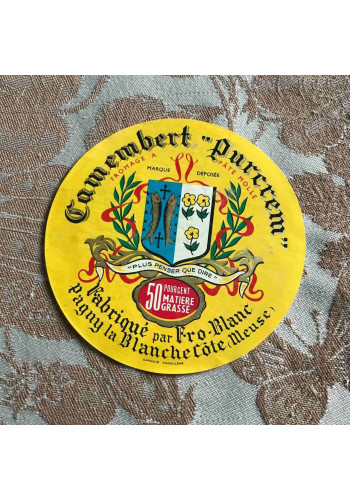 Camembert "Purcrem"
FROMAGE A PÂTE MOLLE
MARQUE DÉPOSÉE
"PLUS PENSER QUE DIRE"
50 POURCENT
MATIERE
GRASSE
Fabriqué par Fro-Blanc
Pagny la Blanche Côte (Meuse)